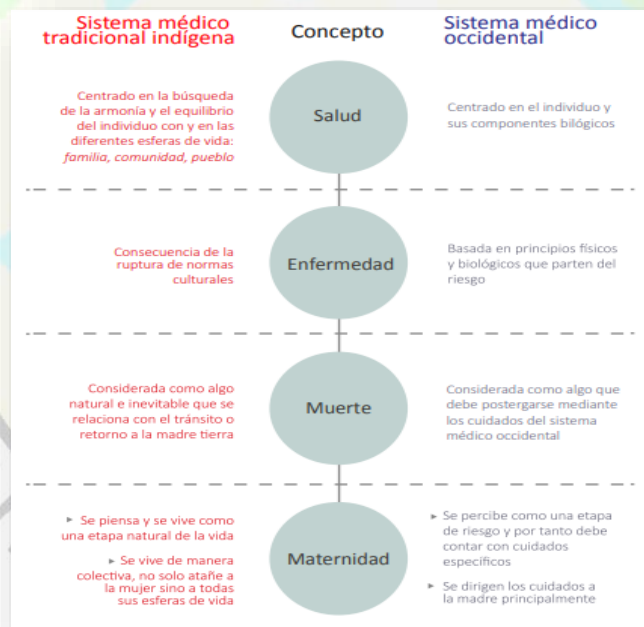 Sistema médico
tradicional indígena
Concepto
Sistema médico
occidental
Centrado en la búsqueda
de la armonía y el equilibrio
del individuo con y en las
diferentes esferas de vida:
familia, comunidad, pueblo
Salud
Centrado en el individuo y
sus componentes bilógicos
Consecuencia de la
ruptura de normas
culturales
Enfermedad
Basada en principios físicos
y biológicos que parten del
riesgo
Considerada como algo
natural e inevitable que se
relaciona con el tránsito o
retorno a la madre tierra
Muerte
Considerada como algo que
debe postergarse mediante
los cuidados del sistema
médico occidental
▸ Se piensa y se vive como
una etapa natural de la vida
▸ Se vive de manera
colectiva, no solo atañe a
la mujer sino a todas
sus esferas de vida
Maternidad
▸ Se percibe como una etapa
de riesgo y por tanto debe
contar con cuidados
específicos
▸ Se dirigen los cuidados a
la madre principalmente